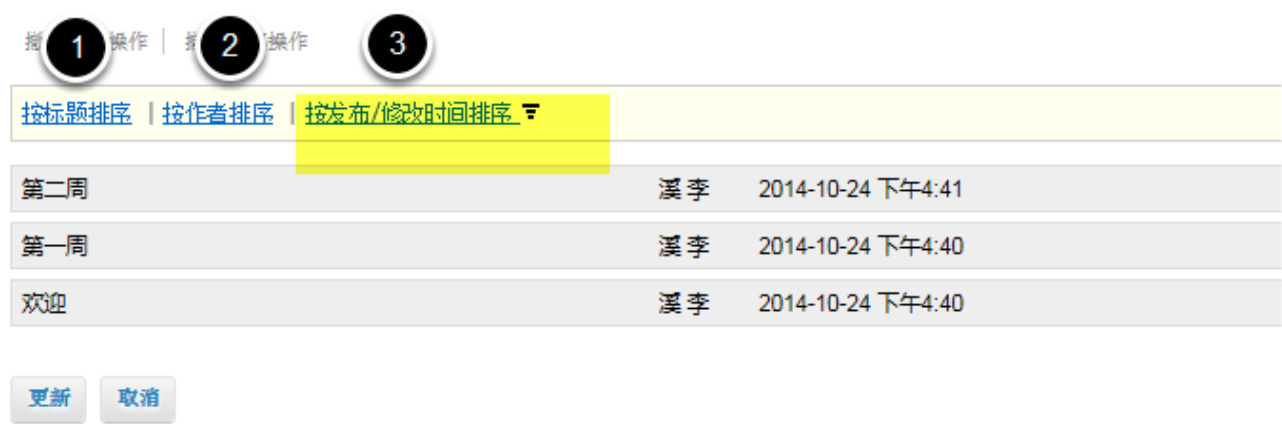 1 操作 | 2 操作 3
按标题排序 | 按作者排序 | 按发布/修改时间排序
第二周 溪 李 2014-10-24 下午4:41
第一周 溪 李 2014-10-24 下午4:40
欢迎 溪 李 2014-10-24 下午4:40
更新 取消